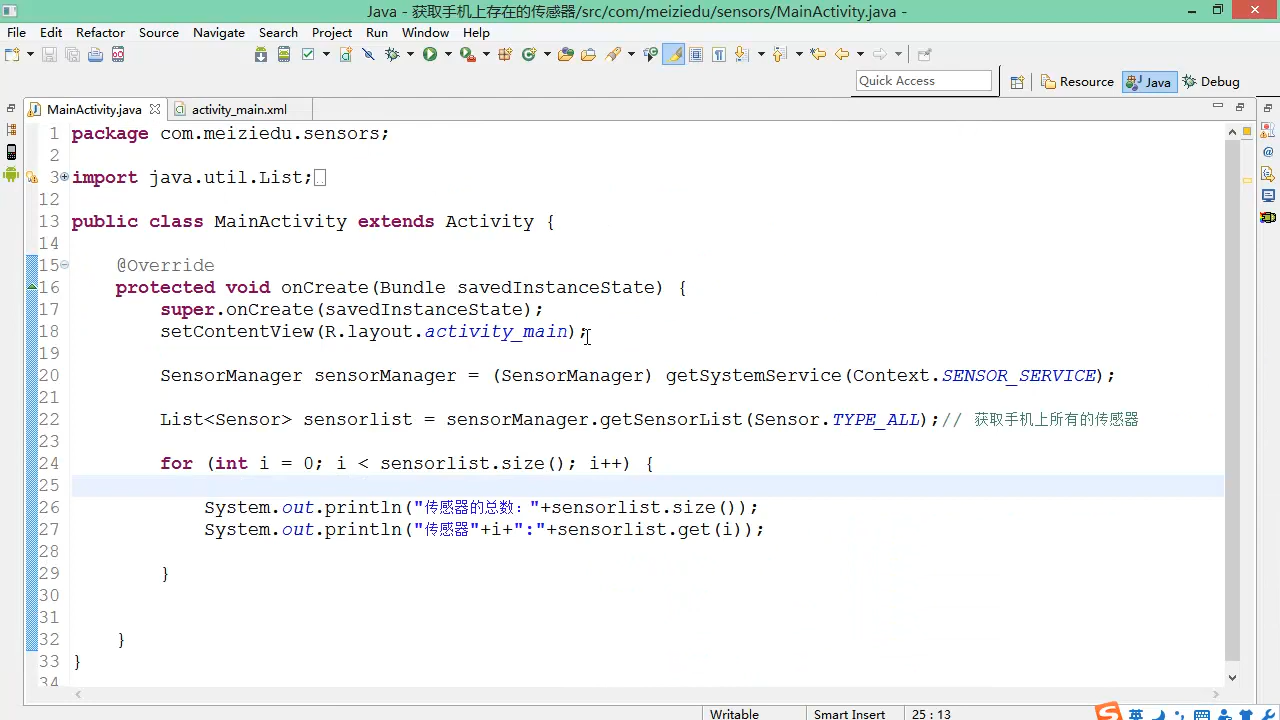 Java - 获取手机上存在的传感器/src/com/meiziedu/sensors/MainActivity.java -
File Edit Refactor Source Navigate Search Project Run Window Help
Quick Access
Resource
Java
Debug
MainActivity.java
activity_main.xml
1 package com.meiziedu.sensors;
2
3 import java.util.List;
12
13 public class MainActivity extends Activity {
14
15 @Override
16 protected void onCreate(Bundle savedInstanceState) {
17 super.onCreate(savedInstanceState);
18 setContentView(R.layout.activity_main);
19
20 SensorManager sensorManager = (SensorManager) getSystemService(Context.SENSOR_SERVICE);
21
22 List<Sensor> sensorlist = sensorManager.getSensorList(Sensor.TYPE_ALL);// 获取手机上所有的传感器
23
24 for (int i = 0; i < sensorlist.size(); i++) {
25
26 System.out.println("传感器的总数："+sensorlist.size());
27 System.out.println("传感器"+i+":"+sensorlist.get(i));
28
29 }
30
31
32 }
33 }
34
Writable
Smart Insert
25 : 13
英